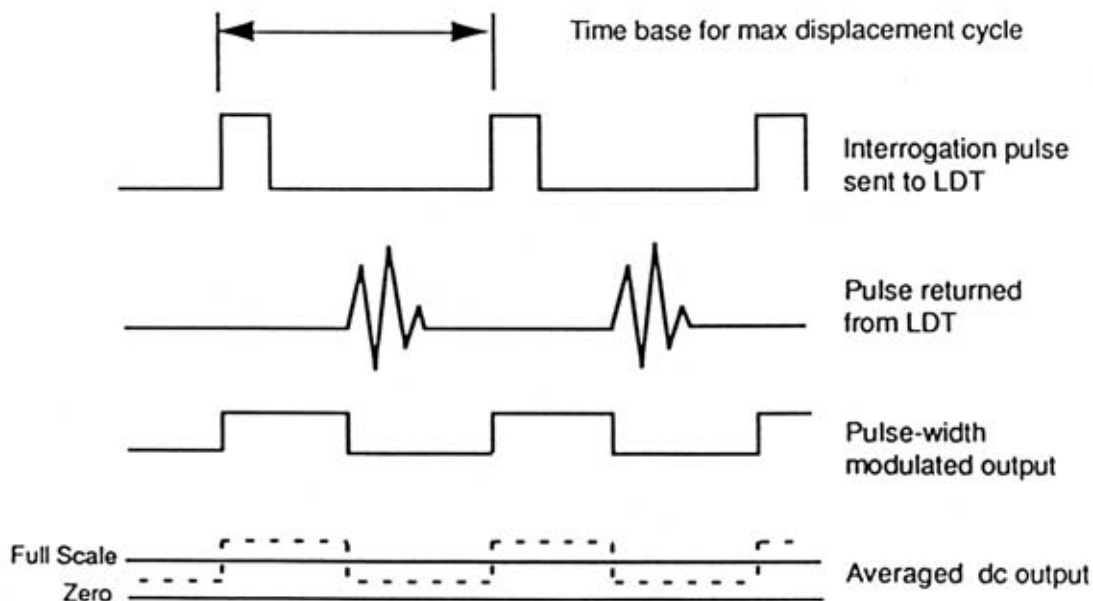 Time base for max displacement cycle
Interrogation pulse
sent to LDT
Pulse returned
from LDT
Pulse-width
modulated output
Full Scale
Averaged dc output
Zero